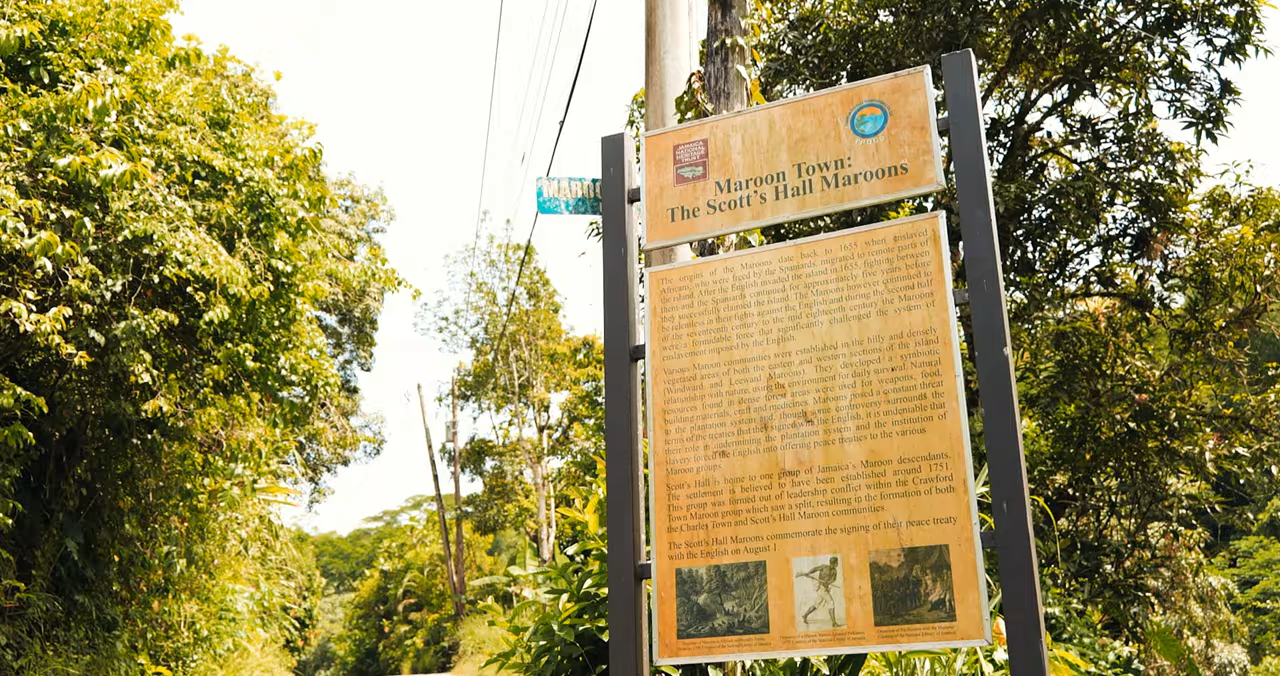 MAROO
JAMAICA
NATIONAL
HERITAGE
TRUST
TPDCO
Maroon Town:
The Scott's Hall Maroons
The origins of the Maroons date back to 1655 when enslaved
Africans, who were freed by the Spaniards, migrated to remote parts of
the island. After the English invaded the island in 1655, fighting between
them and the Spaniards continued for approximately five years before
they successfully claimed the island. The Maroons however continued to
be relentless in their fights against the English and during the second half
of the seventeenth century to the mid eighteenth century the Maroons
were a formidable force that significantly challenged the system of
enslavement imposed by the English.
Various Maroon communities were established in the hilly and densely
vegetated areas of both the eastern and western sections of the island
(Windward and Leeward Maroons). They developed a symbiotic
relationship with nature, using the environment for daily survival. Natural
resources found in dense forest areas were used for weapons, food,
building materials, craft and medicines. Maroons posed a constant threat
to the plantation system and, though some controversy surrounds the
terms of the treaties that they signed with the English, it is undeniable that
their role in undermining the plantation system and the institution of
slavery forced the English into offering peace treaties to the various
Maroon groups.
Scott's Hall is home to one group of Jamaica's Maroon descendants.
The settlement is believed to have been established around 1751.
This group was formed out of leadership conflict within the Crawford
Town Maroon group which saw a split, resulting in the formation of both
the Charles Town and Scott's Hall Maroon communities.
The Scott's Hall Maroons commemorate the signing of their peace treaty
with the English on August 1.